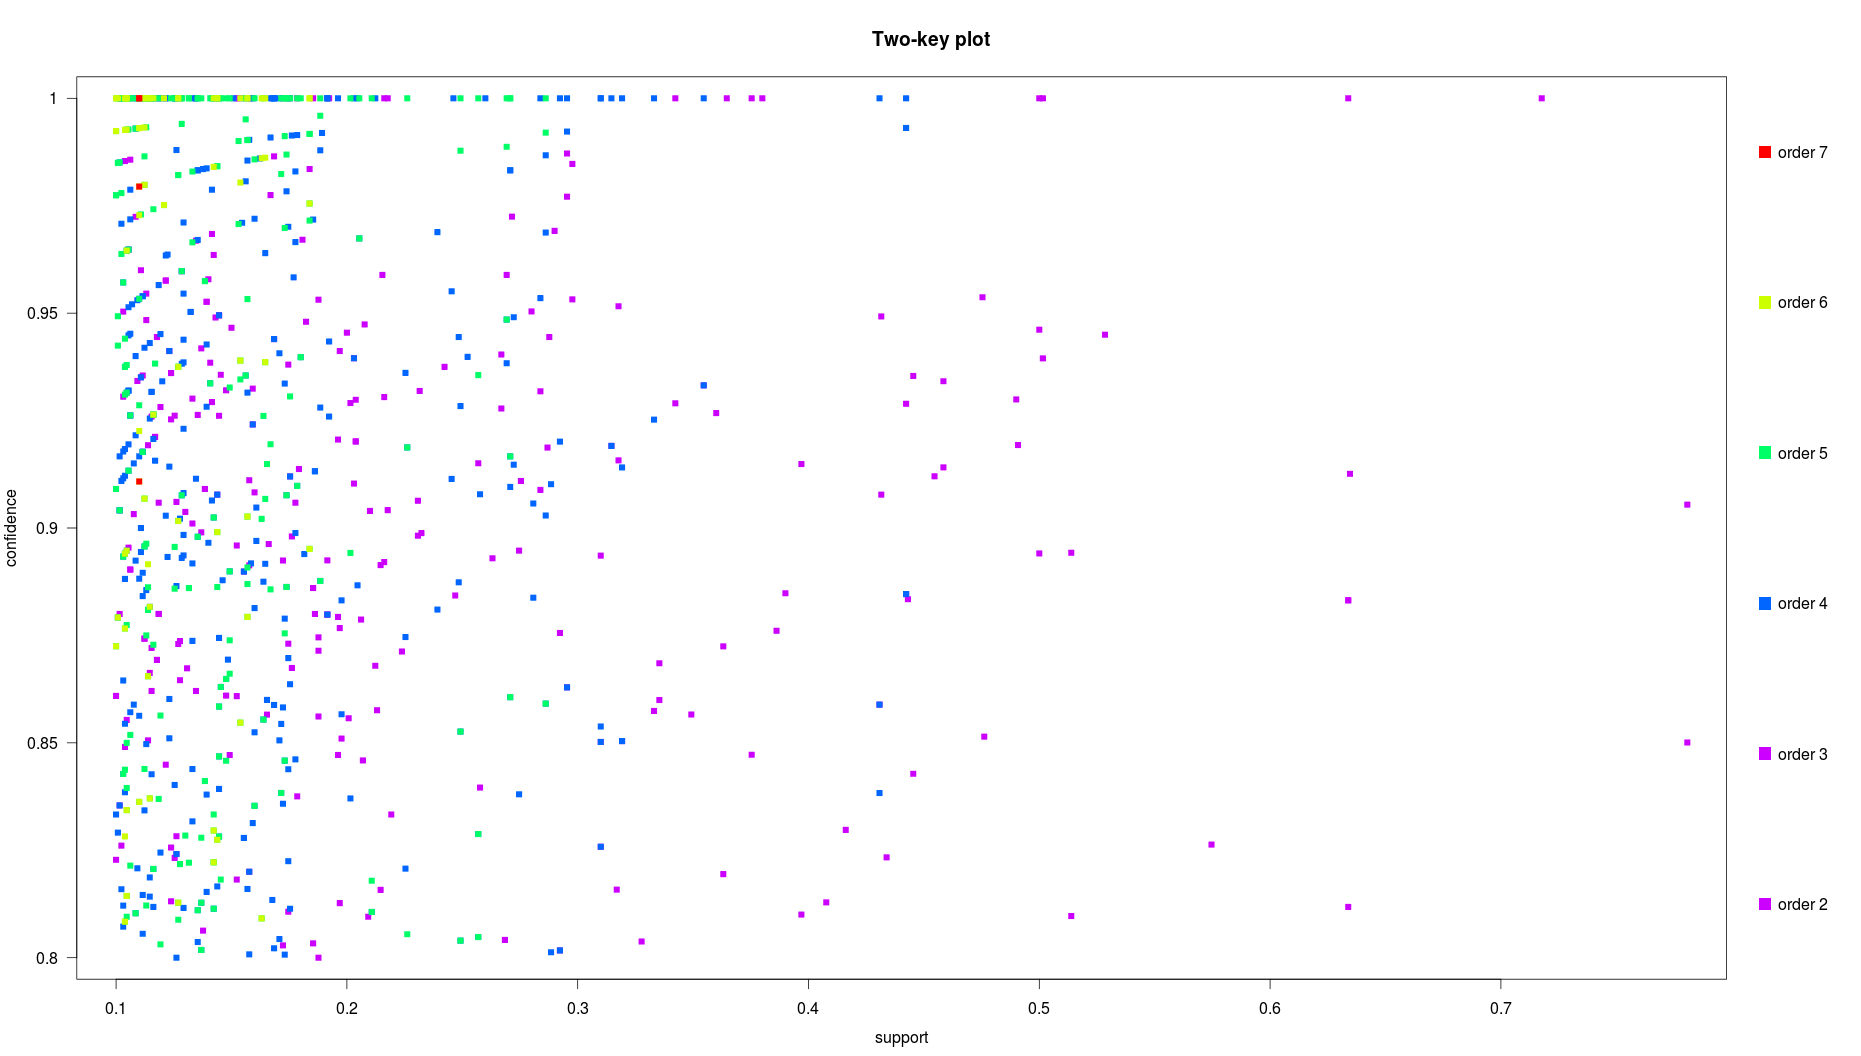 Two-key plot
confidence
1
0.95
0.9
0.85
0.8
0.1
0.2
0.3
0.4
0.5
0.6
0.7
support
order 7
order 6
order 5
order 4
order 3
order 2